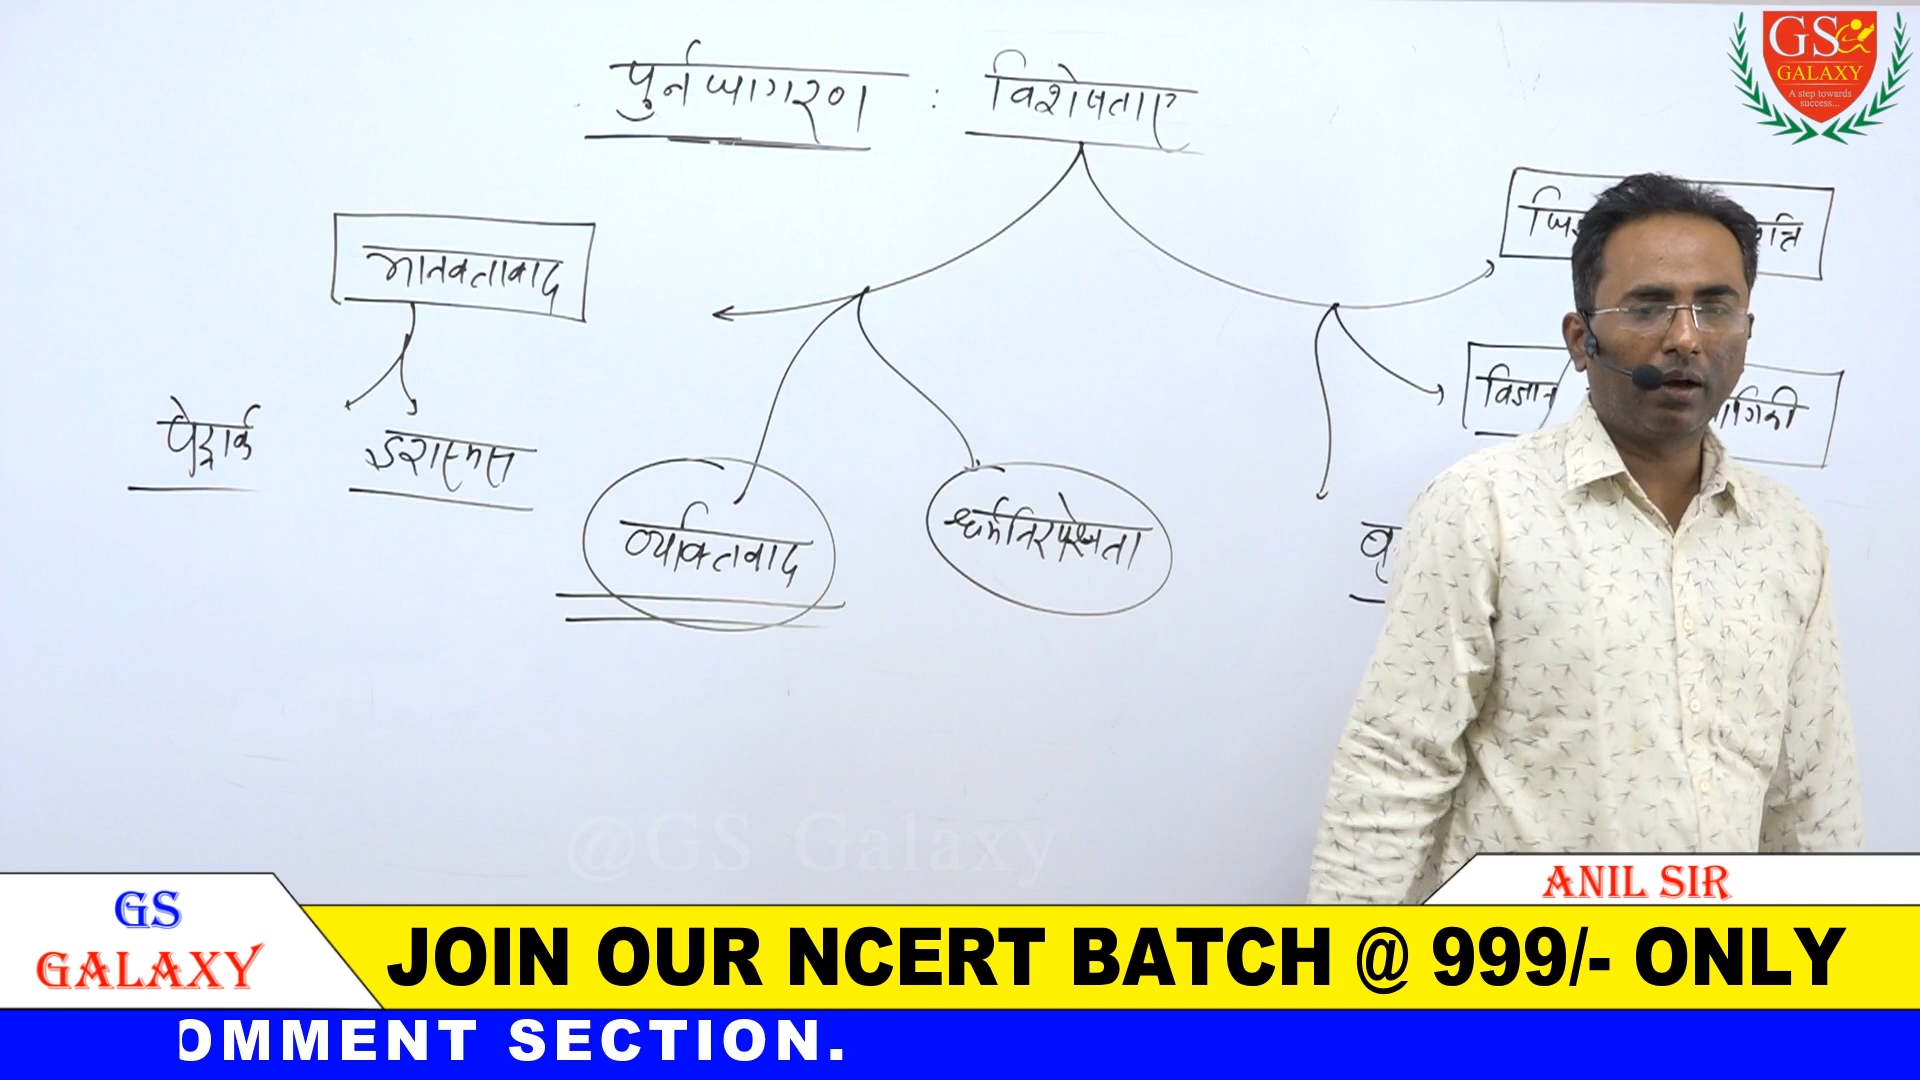 पुर्नजागरण : विशेषताएं
GS
GALAXY
A step towards
success...
मानवतावाद
पेट्रार्क
इरास्मस
व्यक्तिवाद
धर्मनिरपेक्षता
विज्ञान
@GS Galaxy
ANIL SIR
GS
GALAXY
JOIN OUR NCERT BATCH @ 999/- ONLY
OMMENT SECTION.